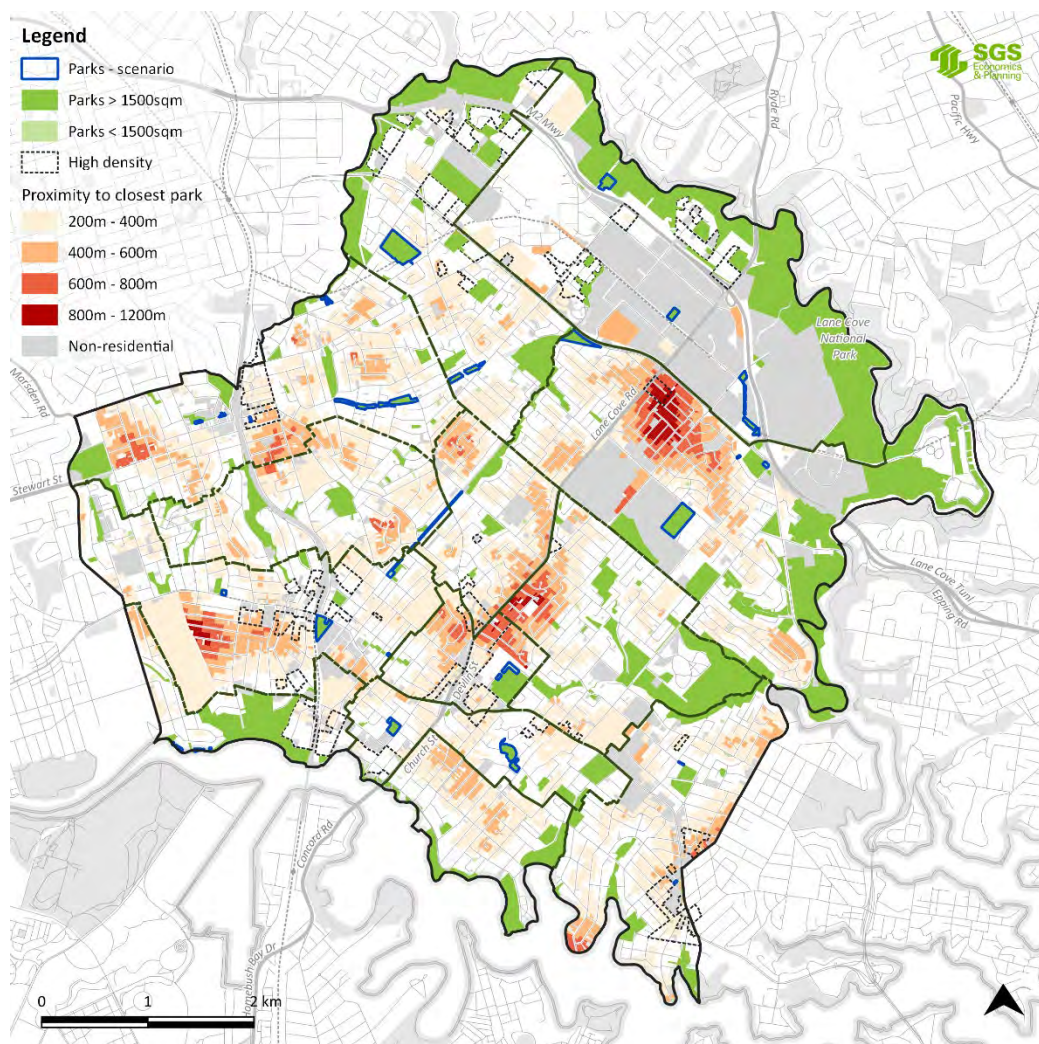 Legend
Parks - scenario
Parks > 1500sqm
Parks < 1500sqm
High density
Proximity to closest park
200m - 400m
400m - 600m
600m - 800m
800m - 1200m
Non-residential
SGS
Economics
& Planning
M2 Mwy
Ryde Rd
Pacific Hwy
Lane Cove
National
Park
Marsden Rd
Lane Cove Rd
Stewart St
Lane Cove Tunl
Epping Rd
Devlin St
Church St
Concord Rd
Homebush Bay Dr
0 1 2 km